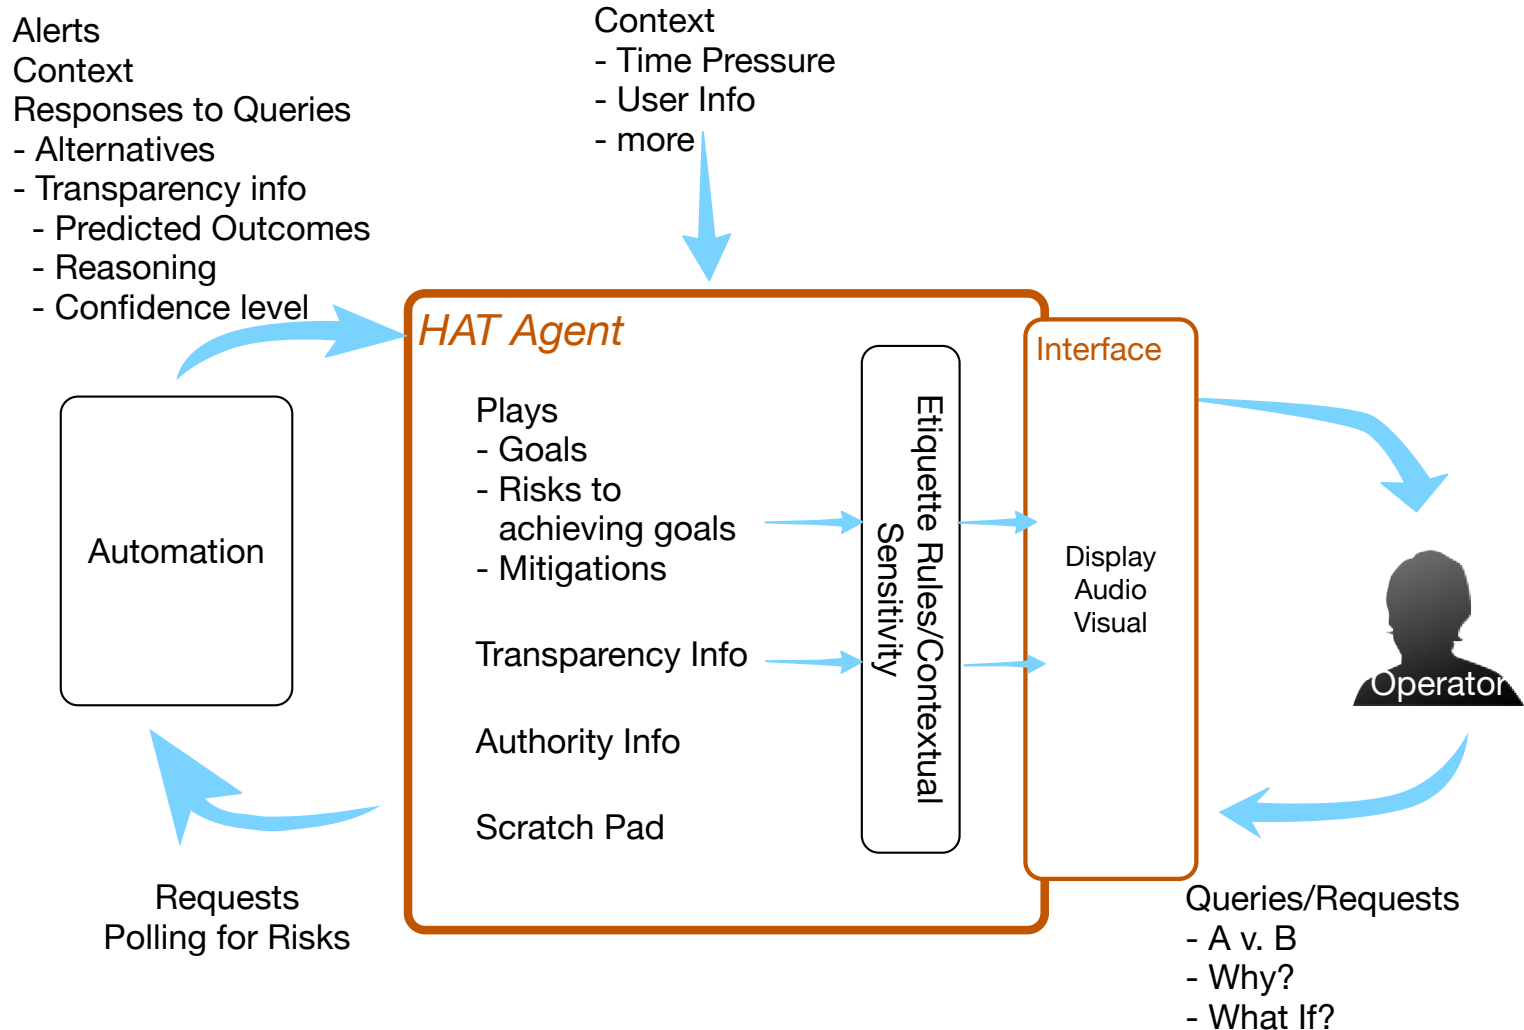 Alerts
Context
Responses to Queries
- Alternatives
- Transparency info
- Predicted Outcomes
- Reasoning
- Confidence level
Context
- Time Pressure
- User Info
- more
HAT Agent
Interface
Plays
- Goals
- Risks to
achieving goals
- Mitigations
Transparency Info
Authority Info
Scratch Pad
Etiquette Rules/Contextual
Sensitivity
Display
Audio
Visual
Automation
Operator
Requests
Polling for Risks
Queries/Requests
- A v. B
- Why?
- What If?